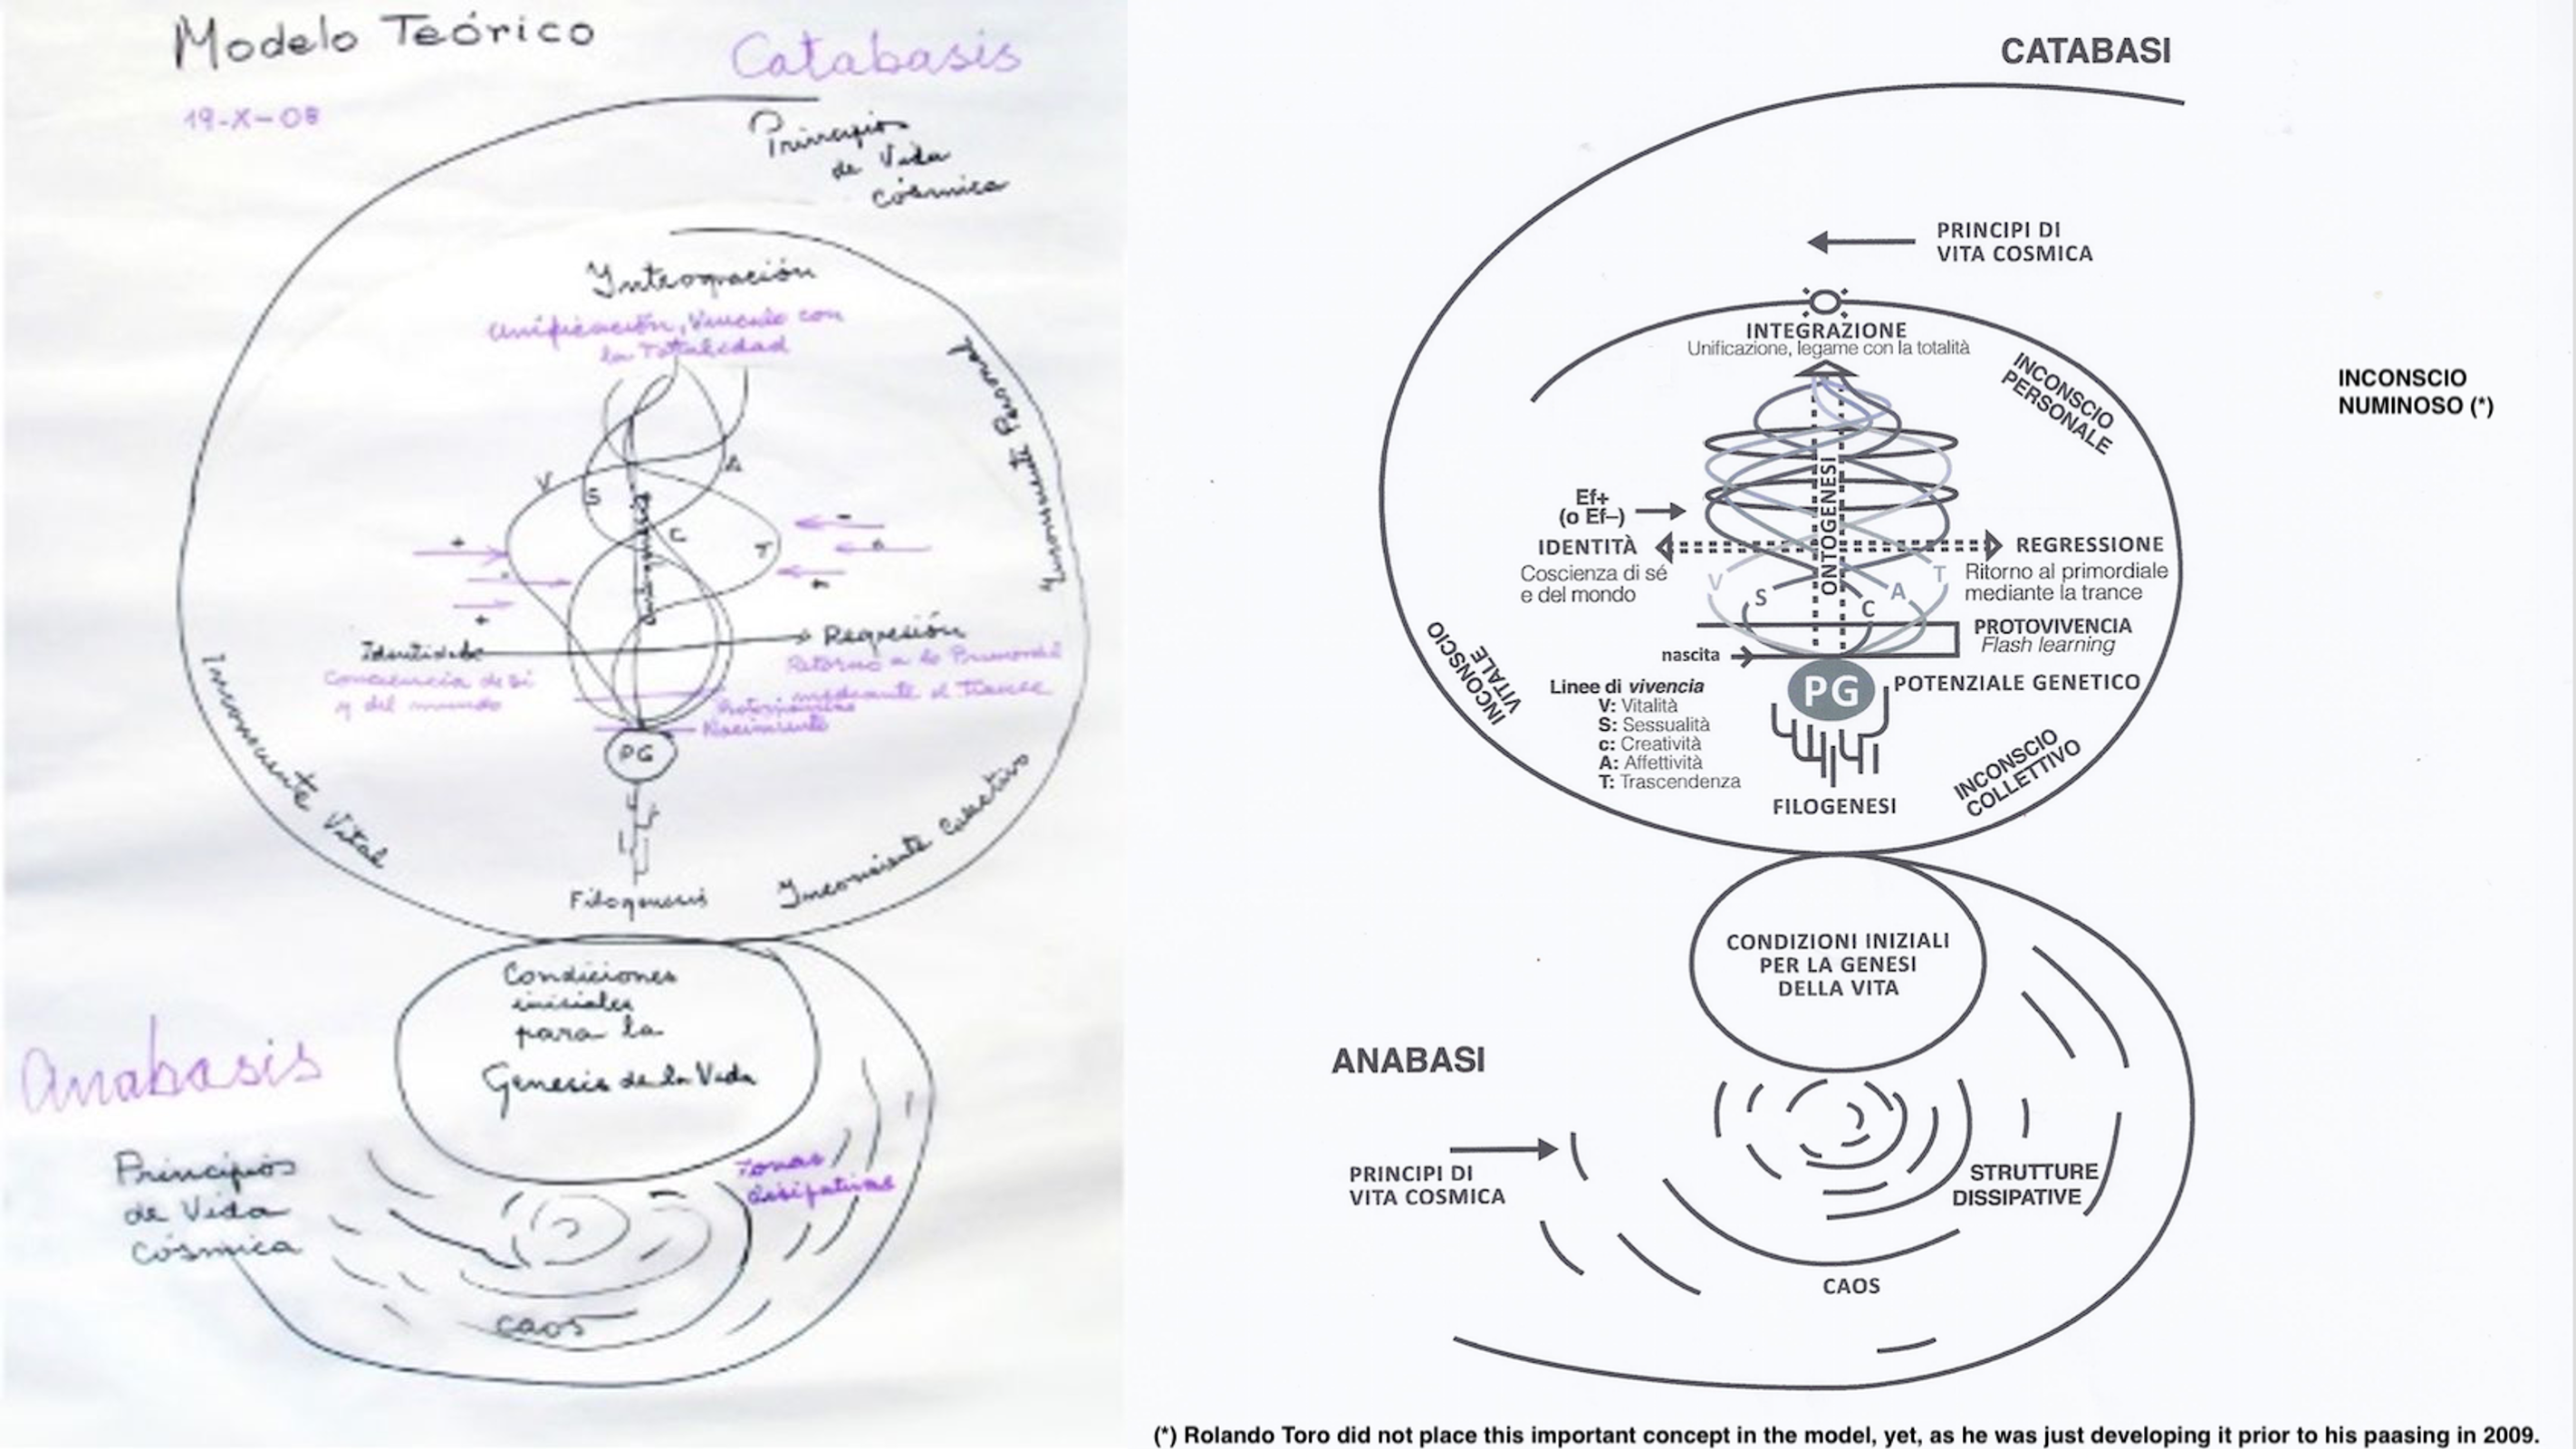 Modelo Teórico
19-X-08
Catabasis
Principios
de Vida
Cósmica
Integración
Unificación, Vínculo con
la Totalidad
V
S
A
C
T
+
-
+
-
Identidad
Conciencia de si
y del mundo
Regresión
Retorno a lo Primordial
mediante el Trance
Protovivencias
Nacimiento
PG
Filogenesis
Inconsciente Vital
Inconsciente Colectivo
Condiciones
iniciales
para la
Genesis de la Vida
Anabasis
Principios
de Vida
Cósmica
zonas
disipativas
caos
CATABASI
PRINCIPI DI
VITA COSMICA
INTEGRAZIONE
Unificazione, legame con la totalità
INCONSCIO
PERSONALE
INCONSCIO
NUMINOSO (*)
ONTOGENESI
Ef+
(o Ef–)
IDENTITÀ
Coscienza di sé
e del mondo
REGRESSIONE
Ritorno al primordiale
mediante la trance
V
S
C
A
T
PROTOVIVENCIA
Flash learning
nascita
PG
POTENZIALE GENETICO
Linee di vivencia
V: Vitalità
S: Sessualità
c: Creatività
A: Affettività
T: Trascendenza
FILOGENESI
INCONSCIO
VITALE
INCONSCIO
COLLETTIVO
CONDIZIONI INIZIALI
PER LA GENESI
DELLA VITA
ANABASI
PRINCIPI DI
VITA COSMICA
STRUTTURE
DISSIPATIVE
CAOS
(*) Rolando Toro did not place this important concept in the model, yet, as he was just developing it prior to his paasing in 2009.